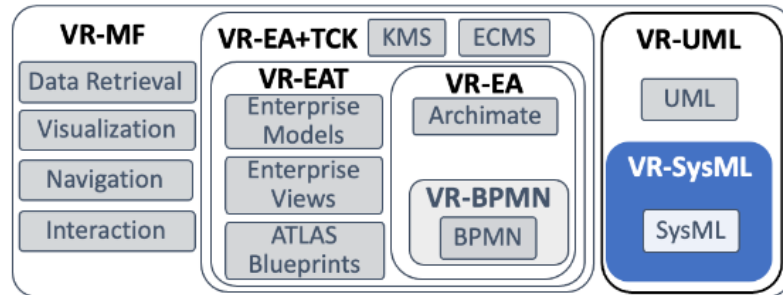 VR-MF
Data Retrieval
Visualization
Navigation
Interaction
VR-EA+TCK
KMS
ECMS
VR-EAT
Enterprise
Models
Enterprise
Views
ATLAS
Blueprints
VR-EA
Archimate
VR-BPMN
BPMN
VR-UML
UML
VR-SysML
SysML